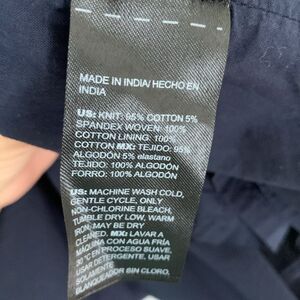 MADE IN INDIA/ HECHO EN
INDIA
US: KNIT: 95% COTTON 5%
SPANDEX WOVEN: 100%
COTTON LINING: 100%
COTTON MX: TEJIDO: 95%
ALGODÓN 5% elastano
TEJIDO: 100% ALGODÓN
FORRO: 100% ALGODÓN
US: MACHINE WASH COLD,
GENTLE CYCLE, ONLY
NON-CHLORINE BLEACH,
TUMBLE DRY LOW, WARM
IRON; MAY BE DRY
CLEANED. MX: LAVAR A
MÁQUINA CON AGUA FRÍA
30°C EN PROCESO SUAVE,
USAR DETERGENTE, USAR
SOLAMENTE
BLANQUEADOR SIN CLORO,